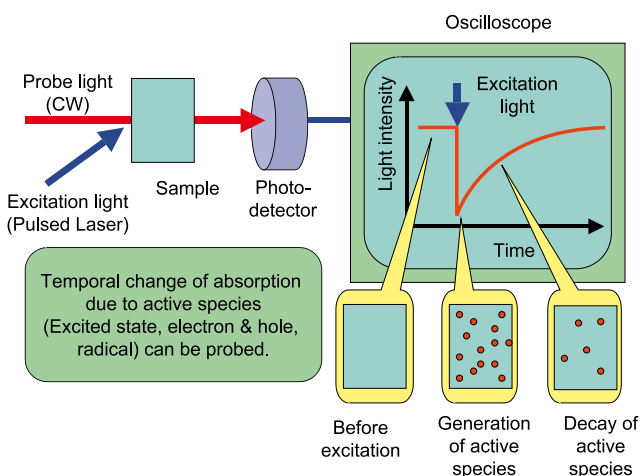 Oscilloscope
Probe light
(CW)
Excitation
light
Light intensity
Excitation light
(Pulsed Laser)
Sample
Photo-
detector
Time
Temporal change of absorption
due to active species
(Excited state, electron & hole,
radical) can be probed.
Before
excitation
Generation
of active
species
Decay of
active
species